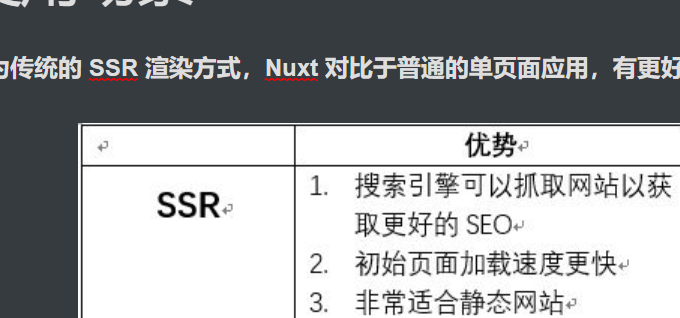 为传统的 SSR 渲染方式，Nuxt 对比于普通的单页面应用，有更好
优势
SSR
1. 搜索引擎可以抓取网站以获
取更好的 SEO
2. 初始页面加载速度更快
3. 非常适合静态网站